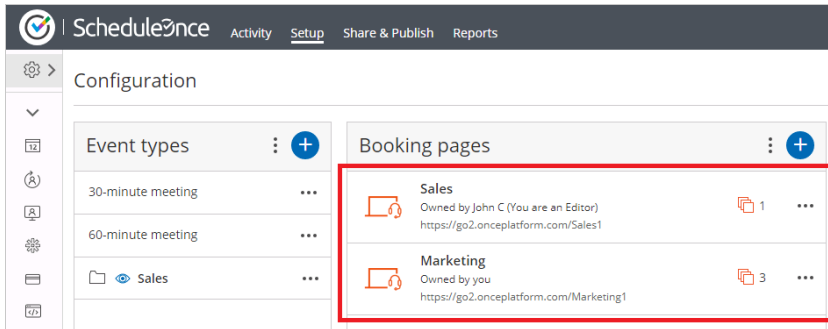 ScheduleOnce Activity Setup Share & Publish Reports
Configuration
Event types
30-minute meeting
60-minute meeting
Sales
Booking pages
Sales
Owned by John C (You are an Editor)
https://go2.onceplatform.com/Sales1
1
Marketing
Owned by you
https://go2.onceplatform.com/Marketing1
3
12